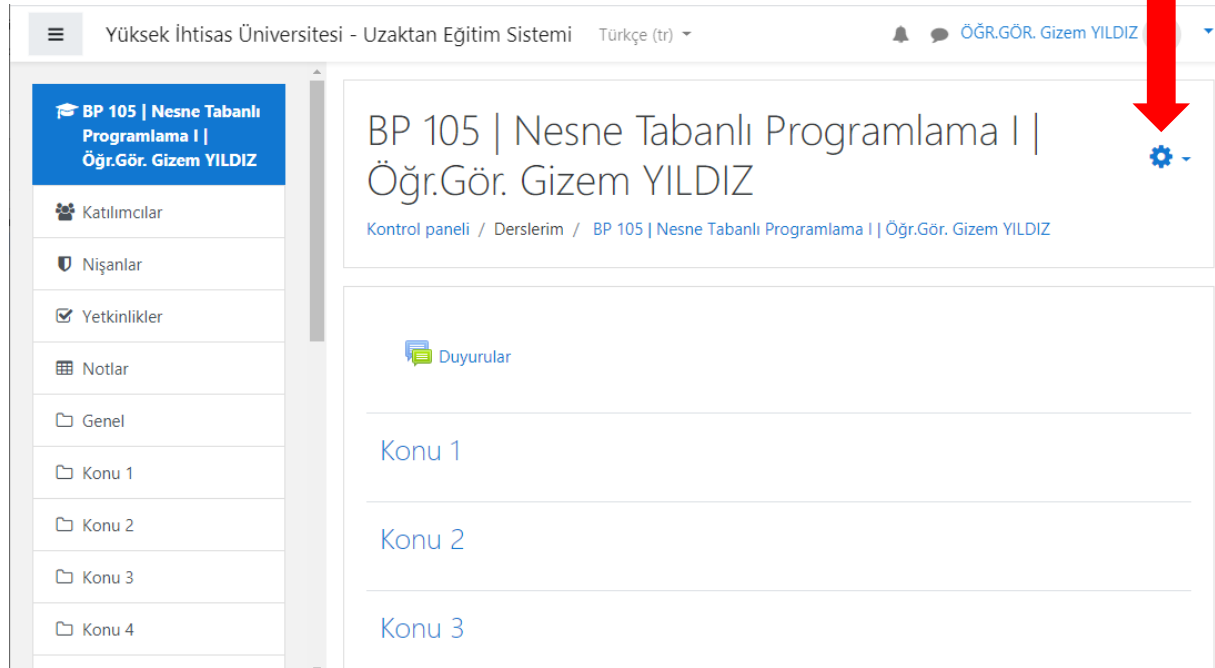 Yüksek İhtisas Üniversitesi - Uzaktan Eğitim Sistemi Türkçe (tr) ÖĞR.GÖR. Gizem YILDIZ
BP 105 | Nesne Tabanlı
Programlama I |
Öğr.Gör. Gizem YILDIZ
Katılımcılar
Nişanlar
Yetkinlikler
Notlar
Genel
Konu 1
Konu 2
Konu 3
Konu 4
BP 105 | Nesne Tabanlı Programlama I |
Öğr.Gör. Gizem YILDIZ
Kontrol paneli / Derslerim / BP 105 | Nesne Tabanlı Programlama I | Öğr.Gör. Gizem YILDIZ
Duyurular
Konu 1
Konu 2
Konu 3